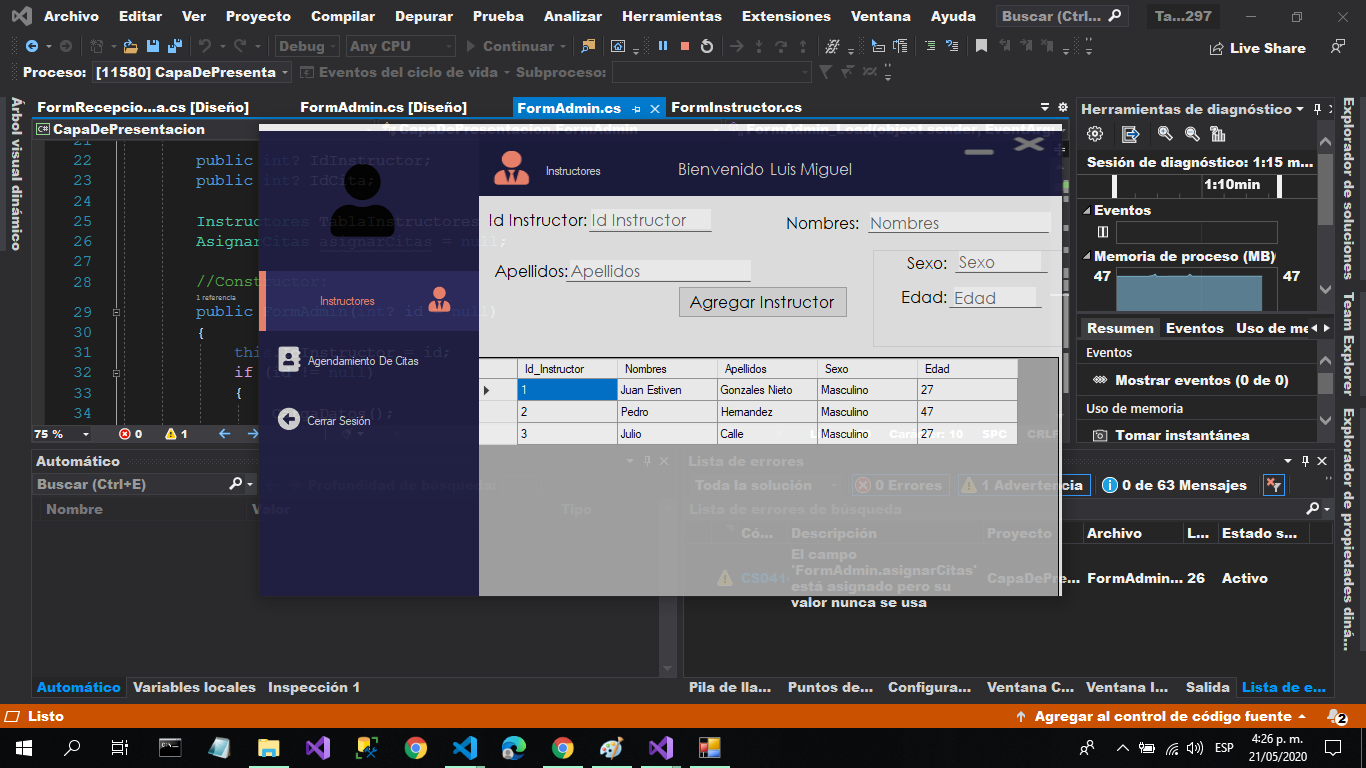 Archivo Editar Ver Proyecto Compilar Depurar Prueba Analizar Herramientas Extensiones Ventana Ayuda Buscar (Ctrl... Ta...297
Debug Any CPU Continuar Live Share
Proceso: [11580] CapaDePresenta Eventos del ciclo de vida Subproceso:
Árbol visual dinámico
FormRecepcio...a.cs [Diseño] FormAdmin.cs [Diseño] FormAdmin.cs FormInstructor.cs
CapaDePresentacion CapaDePresentacion.FormAdmin FormAdmin_Load(object sender, EventArg
21
22 public int? IdInstructor;
23 public int? IdCita;
24
25 Instructores TablaInstructores
26 AsignarCitas asignarCitas = null;
27
28 //Constructor:
1 referencia
29 public FormAdmin(int? id = null)
30 {
31 this.IdInstructor = id;
32 if (id != null)
33 {
34 CargaDatos();
75 % 0 1 Carácter: 10 SPC CRLF
Instructores
Bienvenido Luis Miguel
Instructores
Agendamiento De Citas
Cerrar Sesión
Id Instructor: Id Instructor
Nombres: Nombres
Apellidos: Apellidos
Sexo: Sexo
Edad: Edad
Agregar Instructor
Id_Instructor Nombres Apellidos Sexo Edad
1 Juan Estiven Gonzales Nieto Masculino 27
2 Pedro Hernandez Masculino 47
3 Julio Calle Masculino 27
Herramientas de diagnóstico
Sesión de diagnóstico: 1:15 m...
1:10min
Eventos
Memoria de proceso (MB)
47 47
Resumen Eventos Uso de me
Eventos
Mostrar eventos (0 de 0)
Uso de memoria
Tomar instantánea
Explorador de soluciones
Team Explorer
Explorador de propiedades diná...
Automático
Buscar (Ctrl+E) Profundidad de búsqueda:
Nombre Valor Tipo
Automático Variables locales Inspección 1
Lista de errores
Toda la solución 0 Errores 1 Advertencia 0 de 63 Mensajes
Lista de errores de búsqueda
Có... Descripción Proyecto Archivo L... Estado s...
El campo
'FormAdmin.asignarCitas'
CS041 está asignado pero su CapaDePre... FormAdmin... 26 Activo
valor nunca se usa
Pila de lla... Puntos de... Configura... Ventana C... Ventana I... Salida Lista de e...
Listo Agregar al control de código fuente 2
ESP 4:26 p. m.
21/05/2020